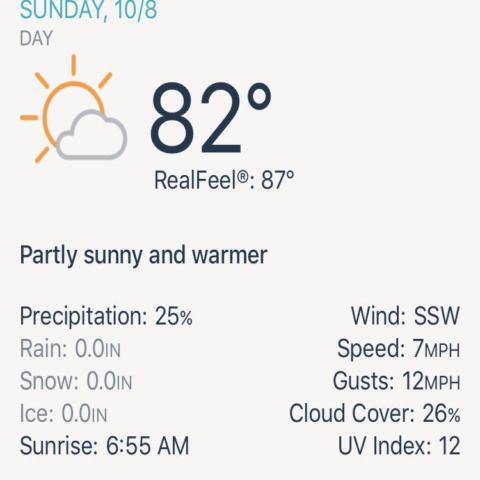 SUNDAY, 10/8
DAY
82°
RealFeel®: 87°
Partly sunny and warmer
Precipitation: 25% Wind: SSW
Rain: 0.0IN Speed: 7MPH
Snow: 0.0IN Gusts: 12MPH
Ice: 0.0IN Cloud Cover: 26%
Sunrise: 6:55 AM UV Index: 12